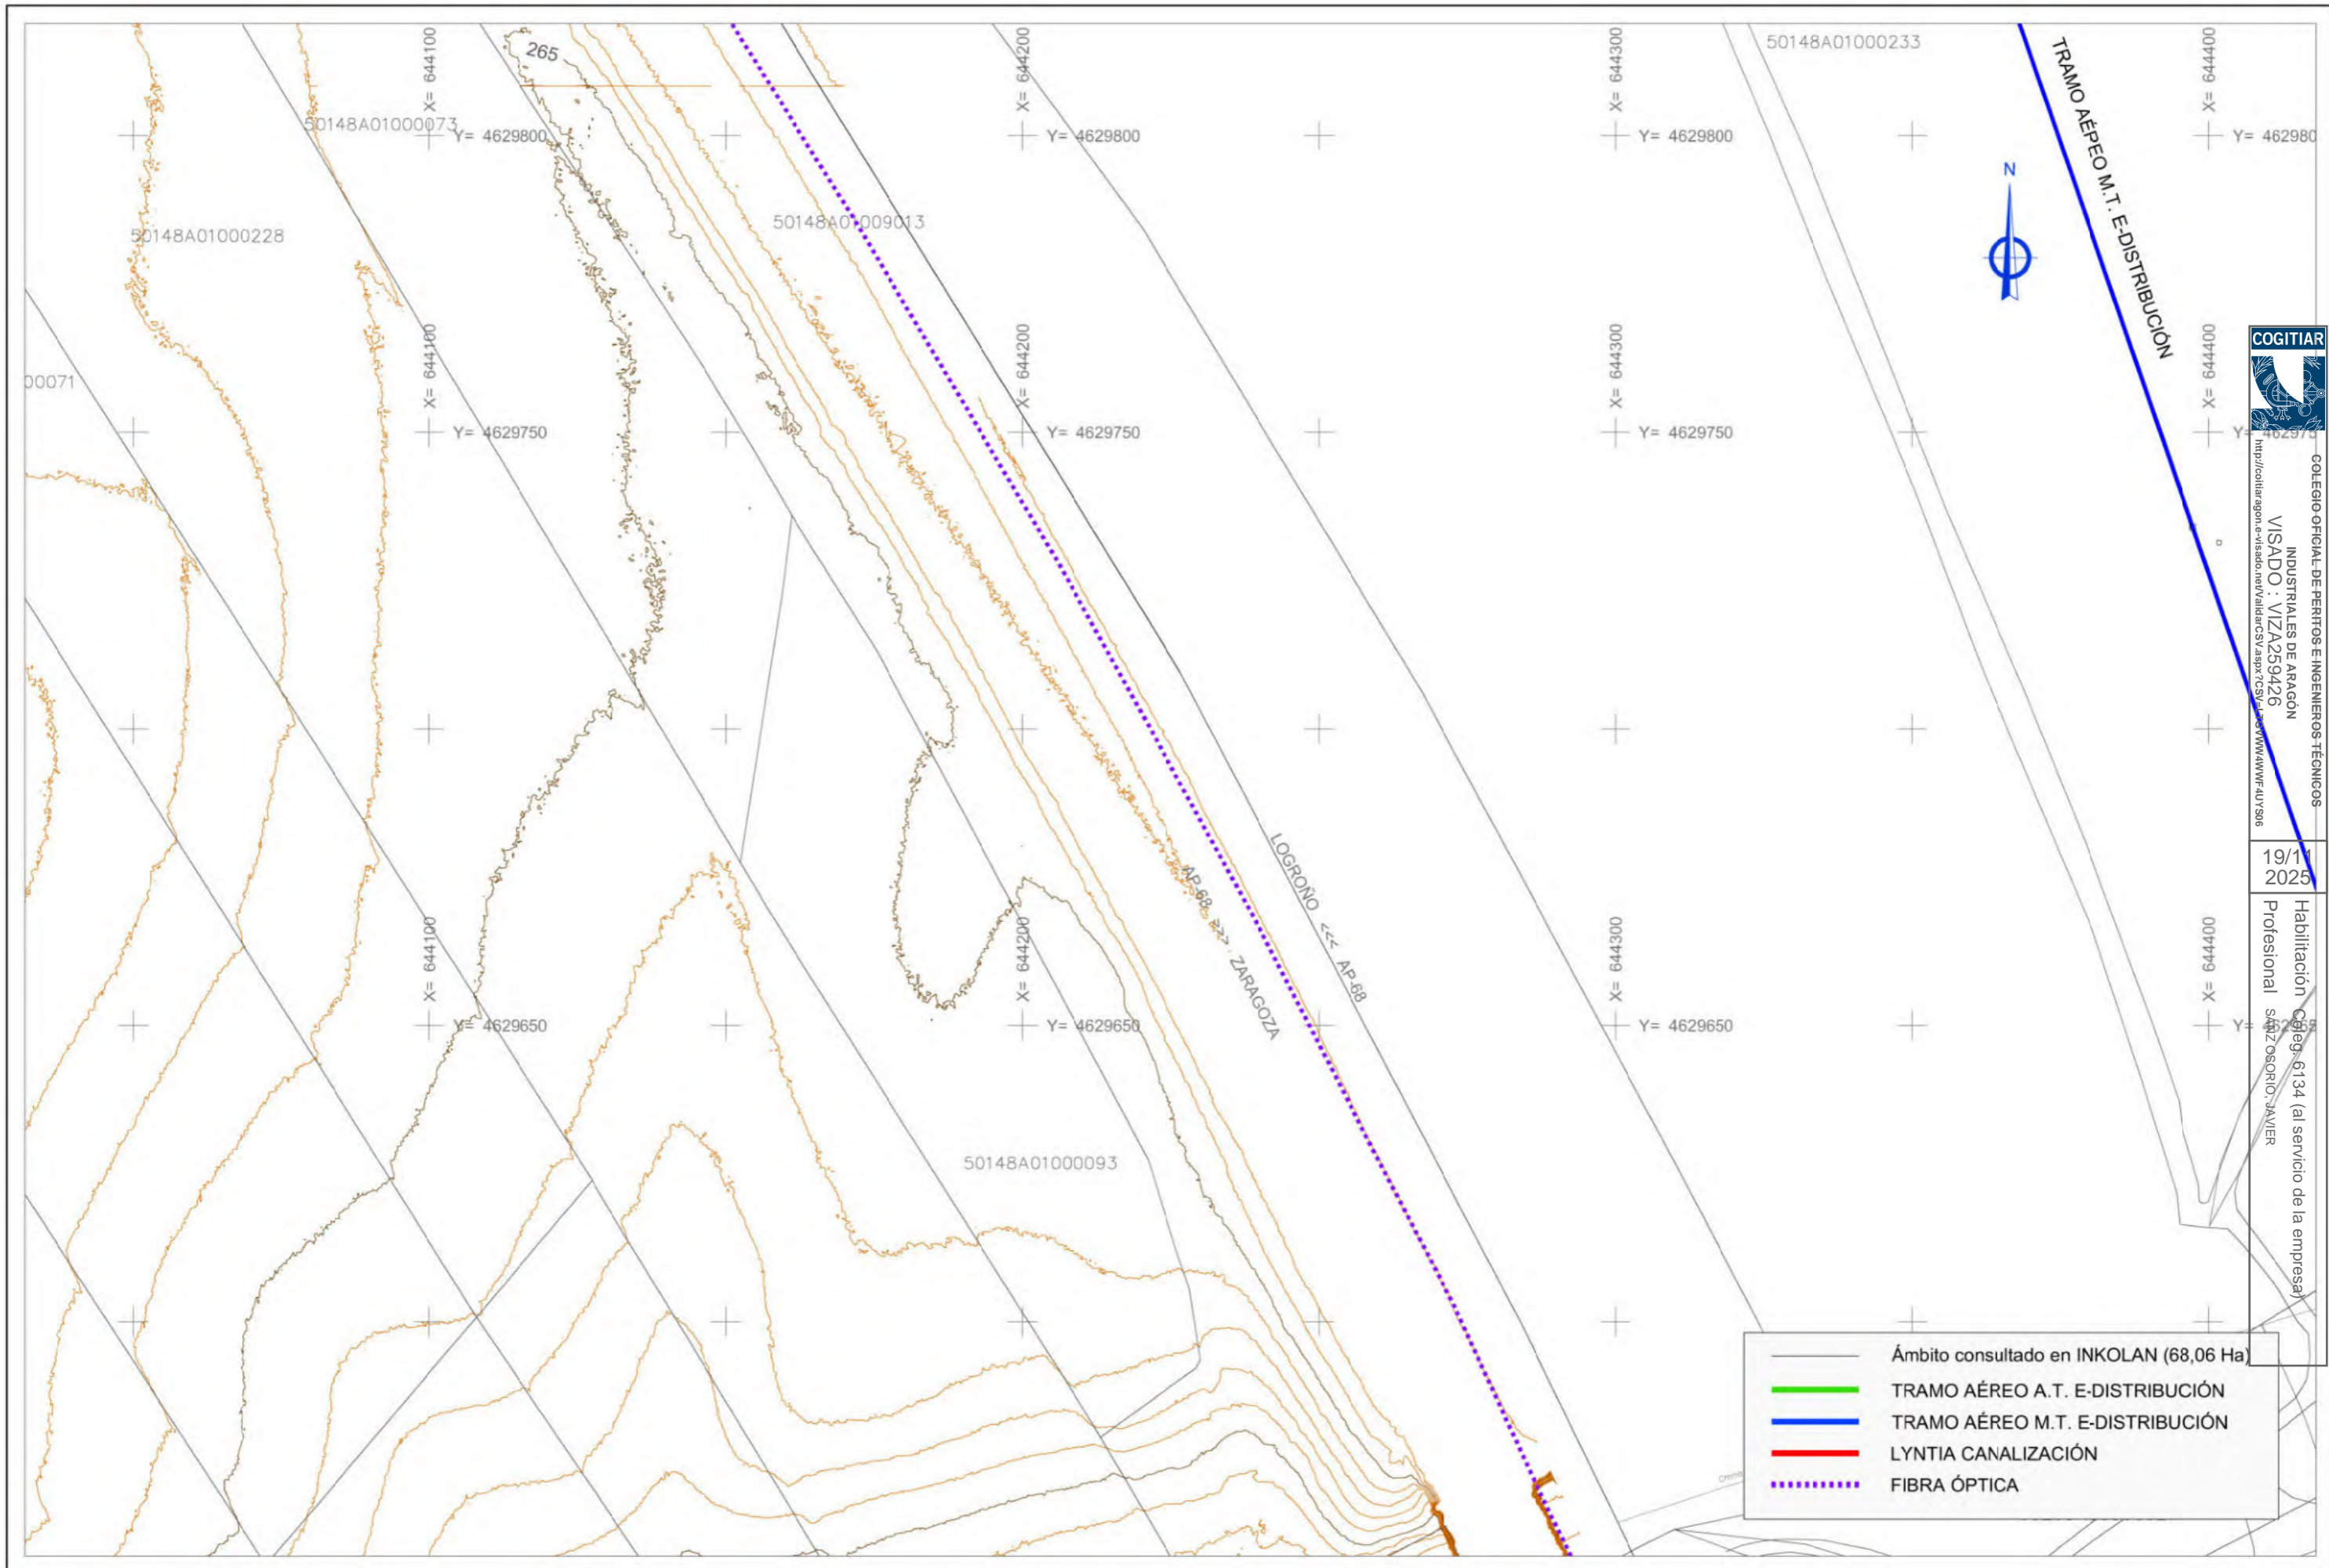 265
X= 644100
X= 644200
X= 644300
X= 644400
50148A01000233
TRAMO AÉPEO M.T. E-DISTRIBUCIÓN
50148A01000073
Y= 4629800
Y= 4629800
Y= 4629800
Y= 462980
N
50148A01009013
50148A01000228
X= 644100
X= 644200
X= 644300
X= 644400
00071
Y= 4629750
Y= 4629750
Y= 4629750
Y= 462975
COGITIAR
COLEGIO OFICIAL DE PERITOS E INGENIEROS TÉCNICOS
INDUSTRIALES DE ARAGÓN
VISADO : VIZA259426
19/11
2025
Habilitación Coleg. 6134 (al servicio de la empresa)
Profesional SANZ OSORIO, JAVIER
LOGROÑO <<< AP-68
AP-68 >>> ZARAGOZA
X= 644100
X= 644200
X= 644300
X= 644400
Y= 4629650
Y= 4629650
Y= 4629650
50148A01000093
Ámbito consultado en INKOLAN (68,06 Ha)
TRAMO AÉREO A.T. E-DISTRIBUCIÓN
TRAMO AÉREO M.T. E-DISTRIBUCIÓN
LYNTIA CANALIZACIÓN
FIBRA ÓPTICA